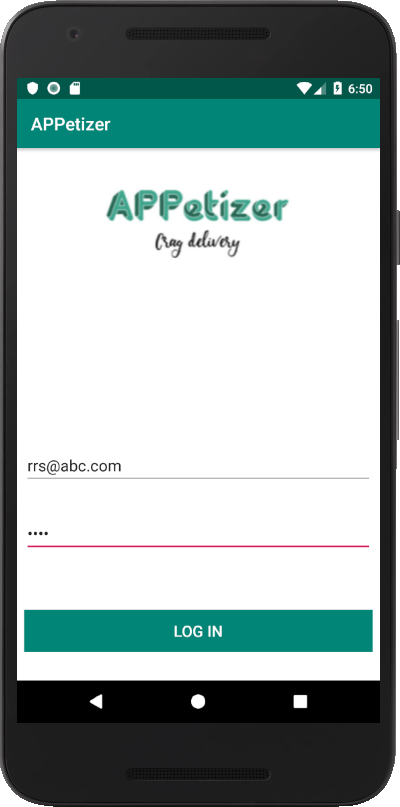 6:50
APPetizer
APPetizer
Crag delivery
rrs@abc.com
••••
LOG IN